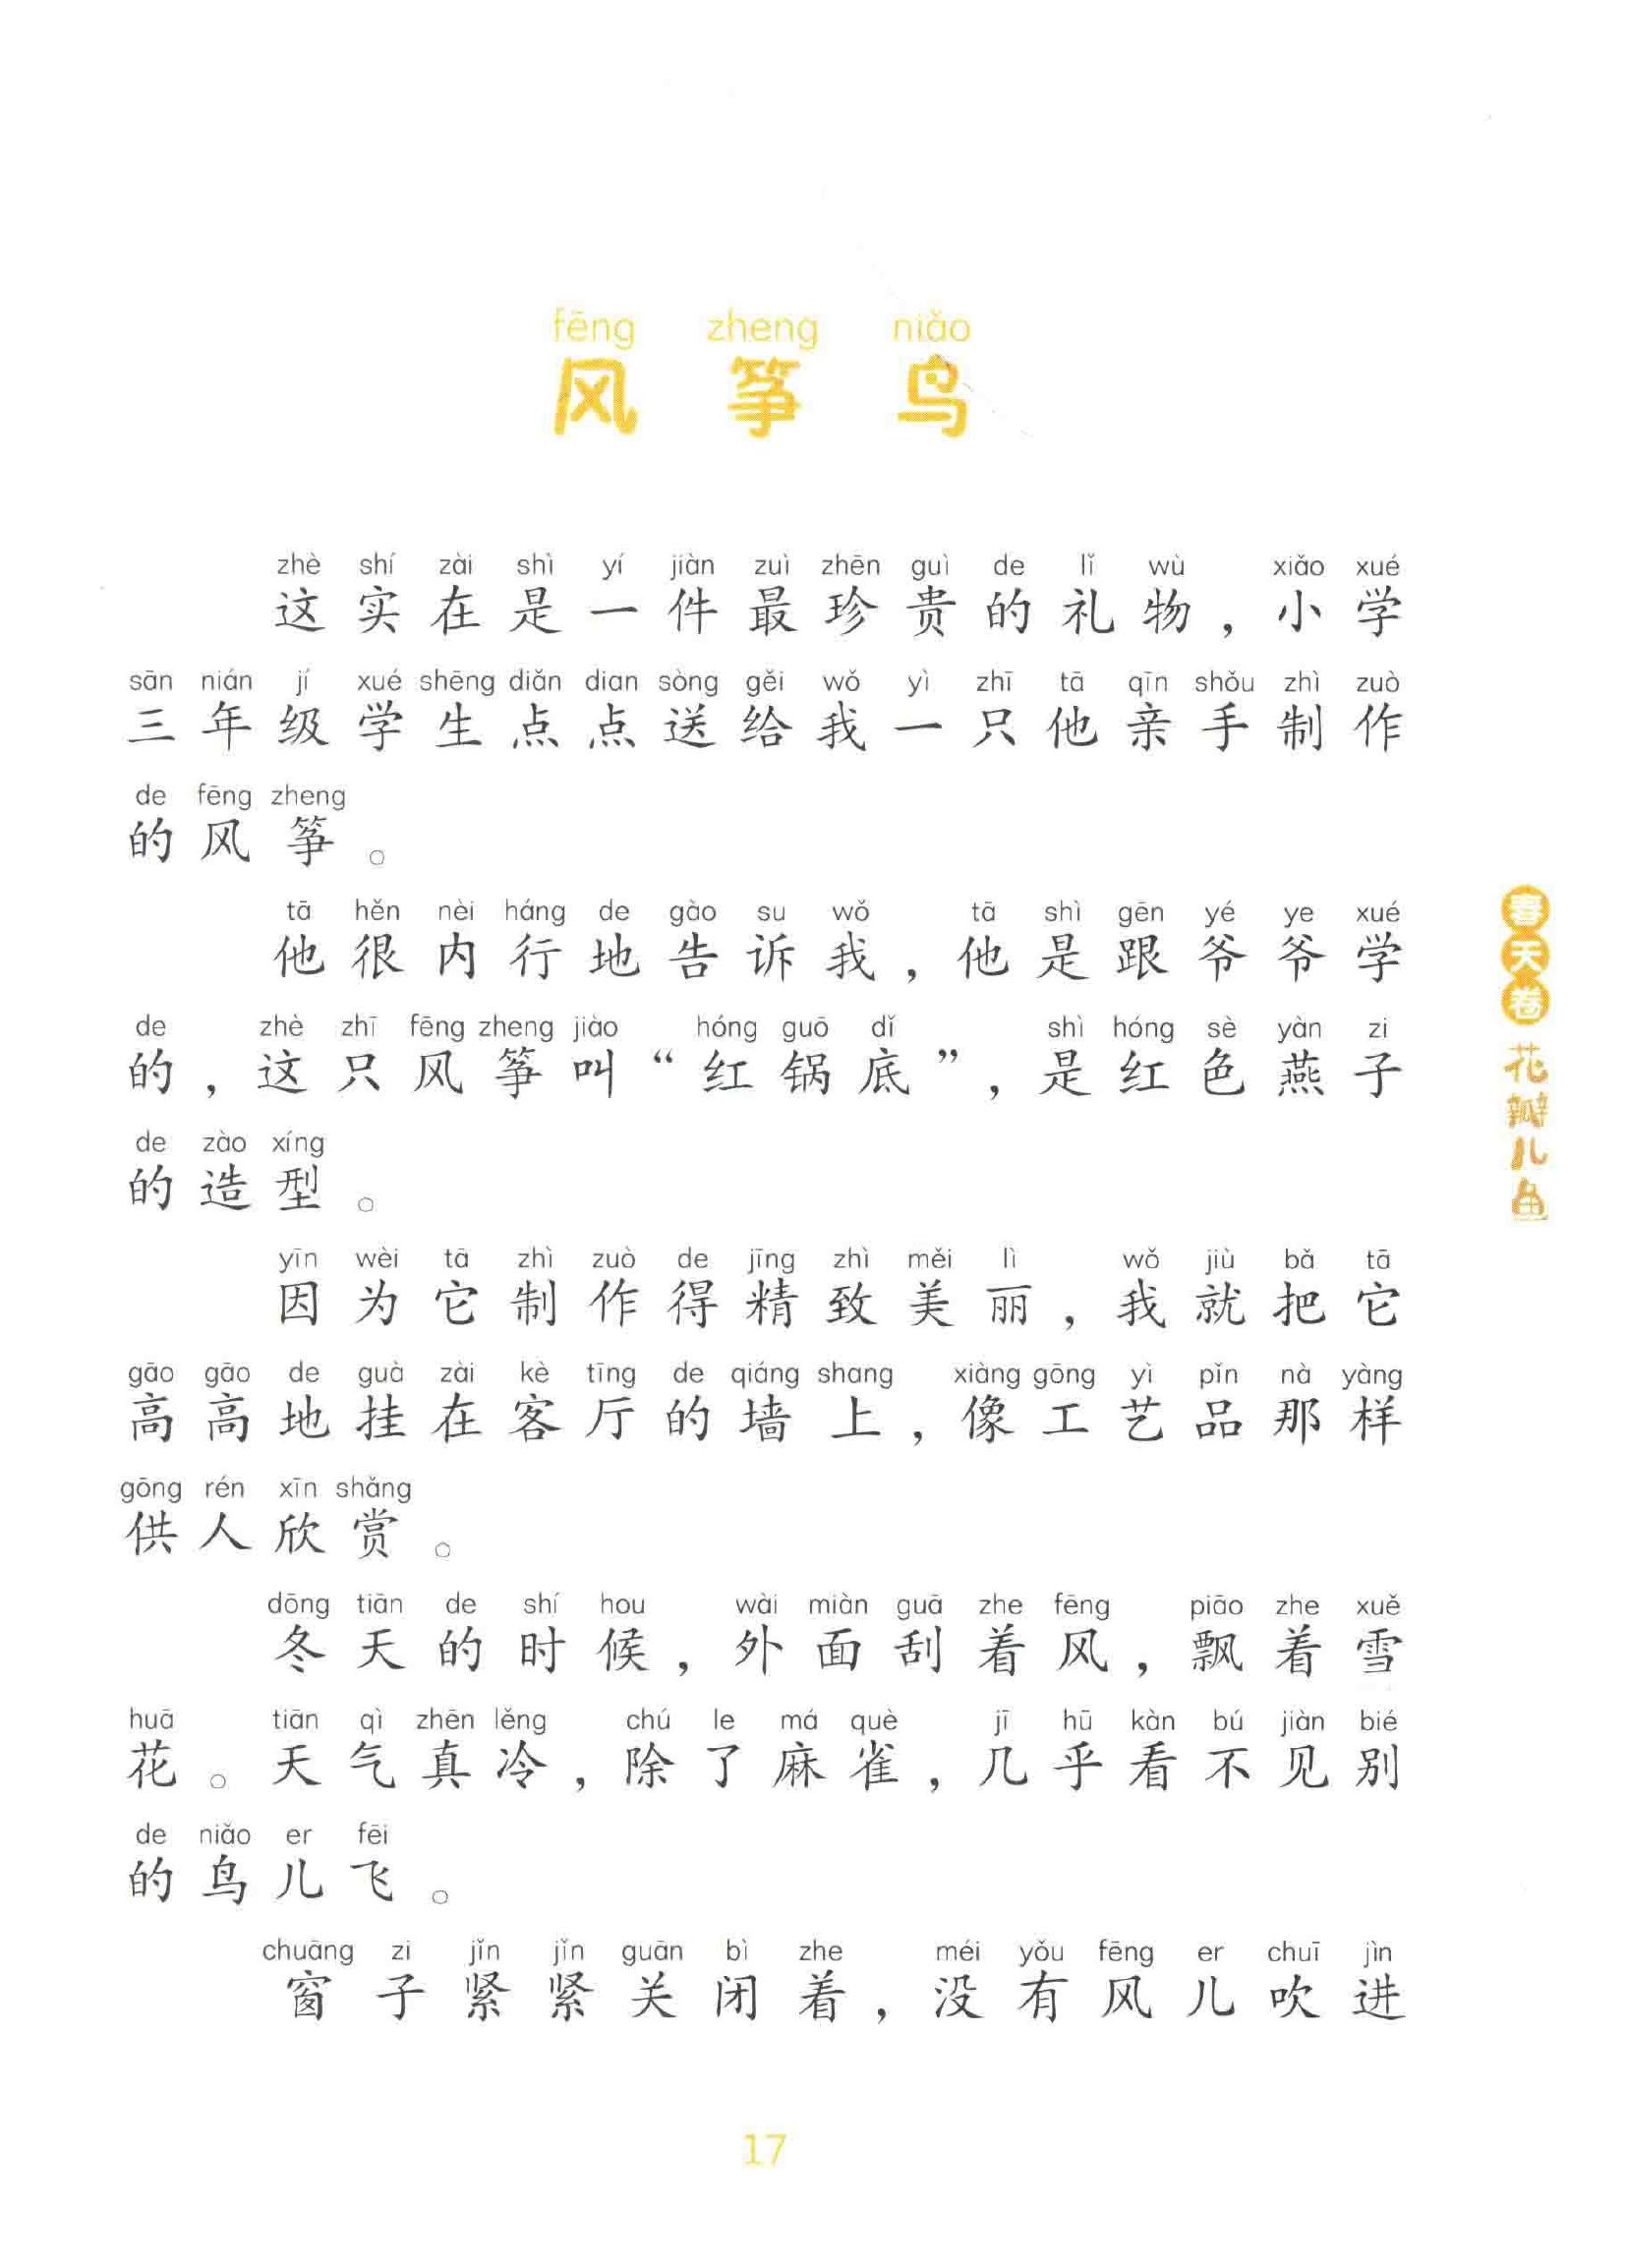 fēng zheng niǎo
风筝鸟
zhè shí zài shì yí jiàn zuì zhēn guì de lǐ wù xiǎo xué
这实在是一件最珍贵的礼物，小学
sān nián jí xué shēng diǎn dian sòng gěi wǒ yì zhī tā qīn shǒu zhì zuò
三年级学生点点送给我一只他亲手制作
de fēng zheng
的风筝。
tā hěn nèi háng de gào su wǒ tā shì gēn yé ye xué
他很内行地告诉我，他是跟爷爷学
de zhè zhī fēng zheng jiào hóng guō dǐ shì hóng sè yàn zi
的，这只风筝叫“红锅底”，是红色燕子
de zào xíng
的造型。
yīn wèi tā zhì zuò de jīng zhì měi lì wǒ jiù bǎ tā
因为它制作得精致美丽，我就把它
gāo gāo de guà zài kè tīng de qiáng shang xiàng gōng yì pǐn nà yàng
高高地挂在客厅的墙上，像工艺品那样
gōng rén xīn shǎng
供人欣赏。
dōng tiān de shí hou wài miàn guā zhe fēng piāo zhe xuě
冬天的时候，外面刮着风，飘着雪
huā tiān qì zhēn lěng chú le má què jī hū kàn bú jiàn bié
花。天气真冷，除了麻雀，几乎看不见别
de niǎo er fēi
的鸟儿飞。
chuāng zi jǐn jǐn guān bì zhe méi yǒu fēng er chuī jìn
窗子紧紧关闭着，没有风儿吹进
春天卷 花瓣儿鱼
17